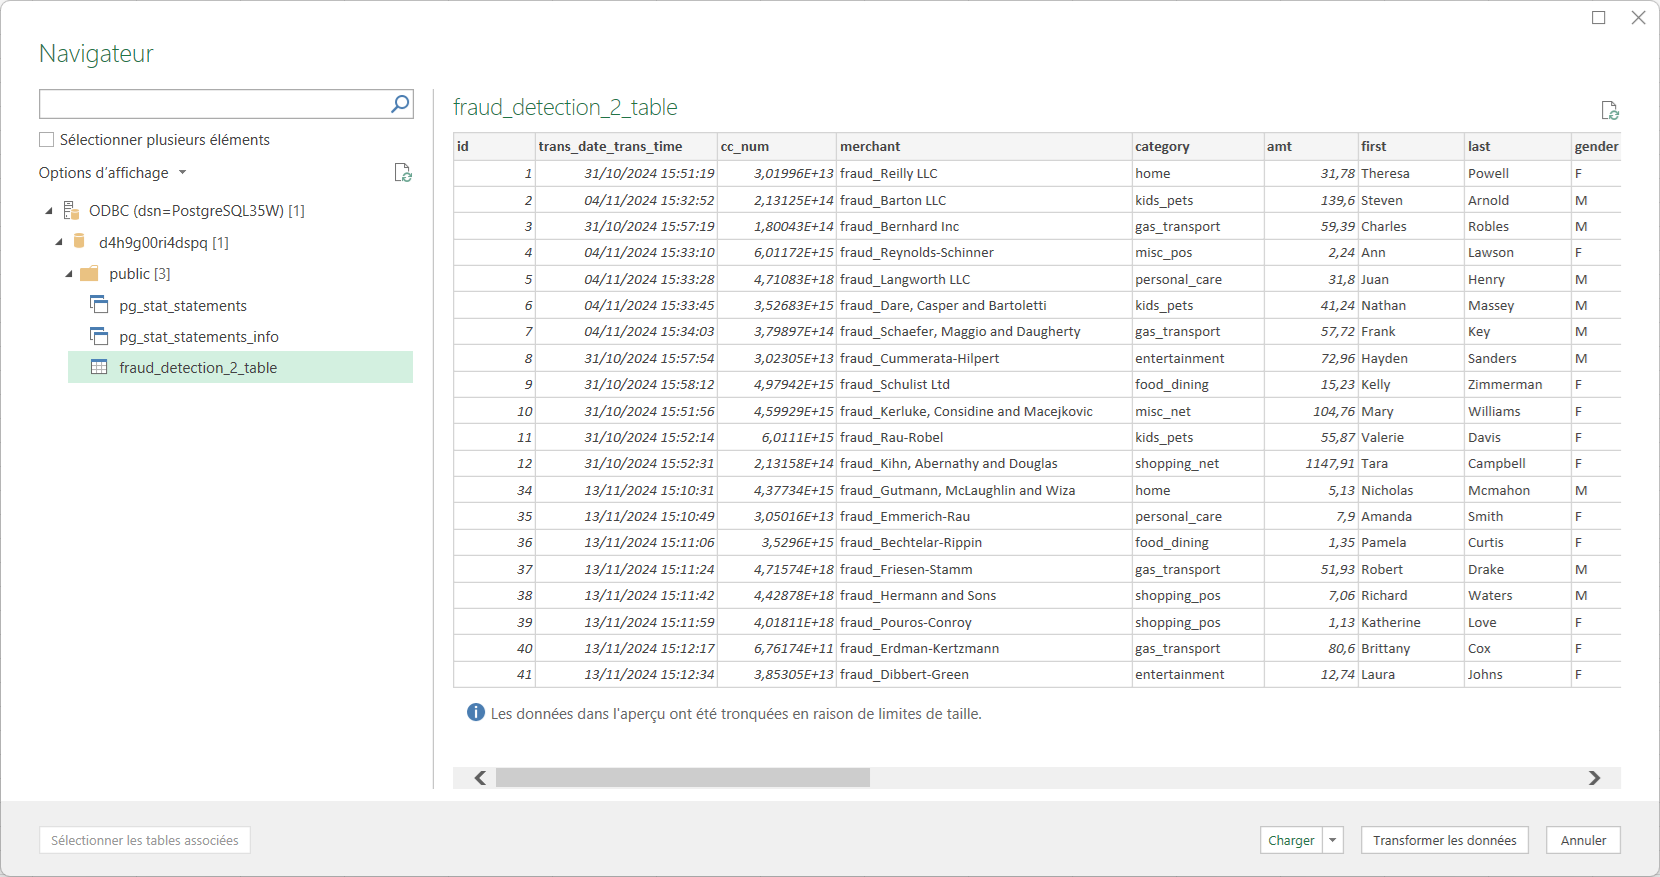 Navigateur
Sélectionner plusieurs éléments
Options d'affichage
ODBC (dsn=PostgreSQL35W) [1]
d4h9g00ri4dspq [1]
public [3]
pg_stat_statements
pg_stat_statements_info
fraud_detection_2_table
fraud_detection_2_table
id trans_date_trans_time cc_num merchant category amt first last gender
1 31/10/2024 15:51:19 3,01996E+13 fraud_Reilly LLC home 31,78 Theresa Powell F
2 04/11/2024 15:32:52 2,13125E+14 fraud_Barton LLC kids_pets 139,6 Steven Arnold M
3 31/10/2024 15:57:19 1,80043E+14 fraud_Bernhard Inc gas_transport 59,39 Charles Robles M
4 04/11/2024 15:33:10 6,01172E+15 fraud_Reynolds-Schinner misc_pos 2,24 Ann Lawson F
5 04/11/2024 15:33:28 4,71083E+18 fraud_Langworth LLC personal_care 31,8 Juan Henry M
6 04/11/2024 15:33:45 3,52683E+15 fraud_Dare, Casper and Bartoletti kids_pets 41,24 Nathan Massey M
7 04/11/2024 15:34:03 3,79897E+14 fraud_Schaefer, Maggio and Daugherty gas_transport 57,72 Frank Key M
8 31/10/2024 15:57:54 3,02305E+13 fraud_Cummerata-Hilpert entertainment 72,96 Hayden Sanders M
9 31/10/2024 15:58:12 4,97942E+15 fraud_Schulist Ltd food_dining 15,23 Kelly Zimmerman F
10 31/10/2024 15:51:56 4,59929E+15 fraud_Kerluke, Considine and Macejkovic misc_net 104,76 Mary Williams F
11 31/10/2024 15:52:14 6,0111E+15 fraud_Rau-Robel kids_pets 55,87 Valerie Davis F
12 31/10/2024 15:52:31 2,13158E+14 fraud_Kihn, Abernathy and Douglas shopping_net 1147,91 Tara Campbell F
34 13/11/2024 15:10:31 4,37734E+15 fraud_Gutmann, McLaughlin and Wiza home 5,13 Nicholas Mcmahon M
35 13/11/2024 15:10:49 3,05016E+13 fraud_Emmerich-Rau personal_care 7,9 Amanda Smith F
36 13/11/2024 15:11:06 3,5296E+15 fraud_Bechtelar-Rippin food_dining 1,35 Pamela Curtis F
37 13/11/2024 15:11:24 4,71574E+18 fraud_Friesen-Stamm gas_transport 51,93 Robert Drake M
38 13/11/2024 15:11:42 4,42878E+18 fraud_Hermann and Sons shopping_pos 7,06 Richard Waters M
39 13/11/2024 15:11:59 4,01811E+18 fraud_Pouros-Conroy shopping_pos 1,13 Katherine Love F
40 13/11/2024 15:12:17 6,76174E+11 fraud_Erdman-Kertzmann gas_transport 80,6 Brittany Cox F
41 13/11/2024 15:12:34 3,85305E+13 fraud_Dibbert-Green entertainment 12,74 Laura Johns F
Les données dans l'aperçu ont été tronquées en raison de limites de taille.
Sélectionner les tables associées
Charger
Transformer les données
Annuler